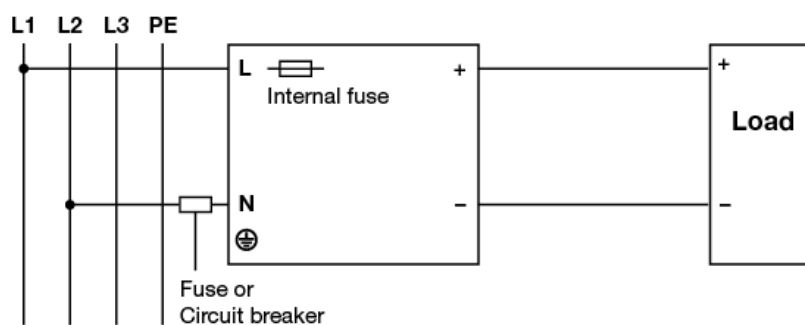 L1 L2 L3 PE
L
+
+
Internal fuse
Load
N
−
−
Fuse or
Circuit breaker